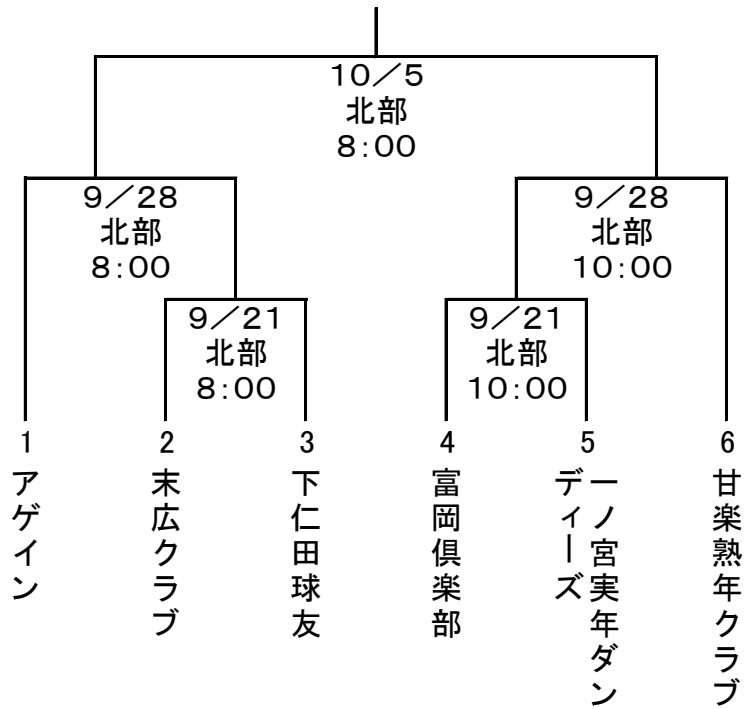 10／5
北部
8:00
9／28
北部
8:00
9／28
北部
10:00
9／21
北部
8:00
9／21
北部
10:00
1
2
3
4
5
6
アゲイン
末広クラブ
下仁田球友
富岡倶楽部
一ノ宮実年ダン
ディーズ
甘楽熟年クラブ